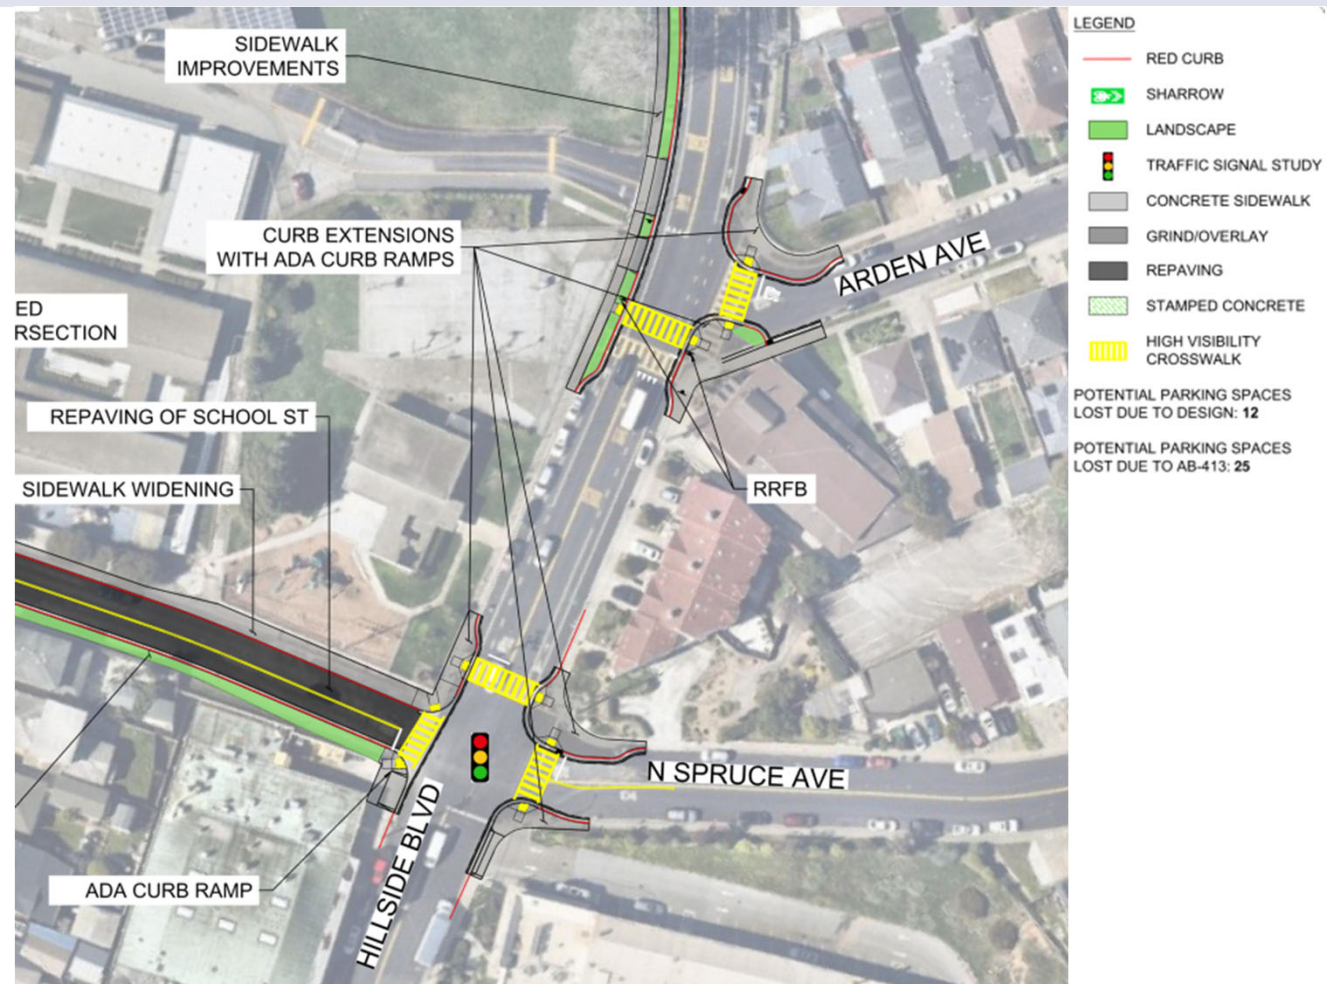 SIDEWALK
IMPROVEMENTS
CURB EXTENSIONS
WITH ADA CURB RAMPS
ARDEN AVE
ED
RSECTION
REPAVING OF SCHOOL ST
SIDEWALK WIDENING
RRFB
N SPRUCE AVE
HILLSIDE BLVD
ADA CURB RAMP
LEGEND
RED CURB
SHARROW
LANDSCAPE
TRAFFIC SIGNAL STUDY
CONCRETE SIDEWALK
GRIND/OVERLAY
REPAVING
STAMPED CONCRETE
HIGH VISIBILITY
CROSSWALK
POTENTIAL PARKING SPACES
LOST DUE TO DESIGN: 12
POTENTIAL PARKING SPACES
LOST DUE TO AB-413: 25